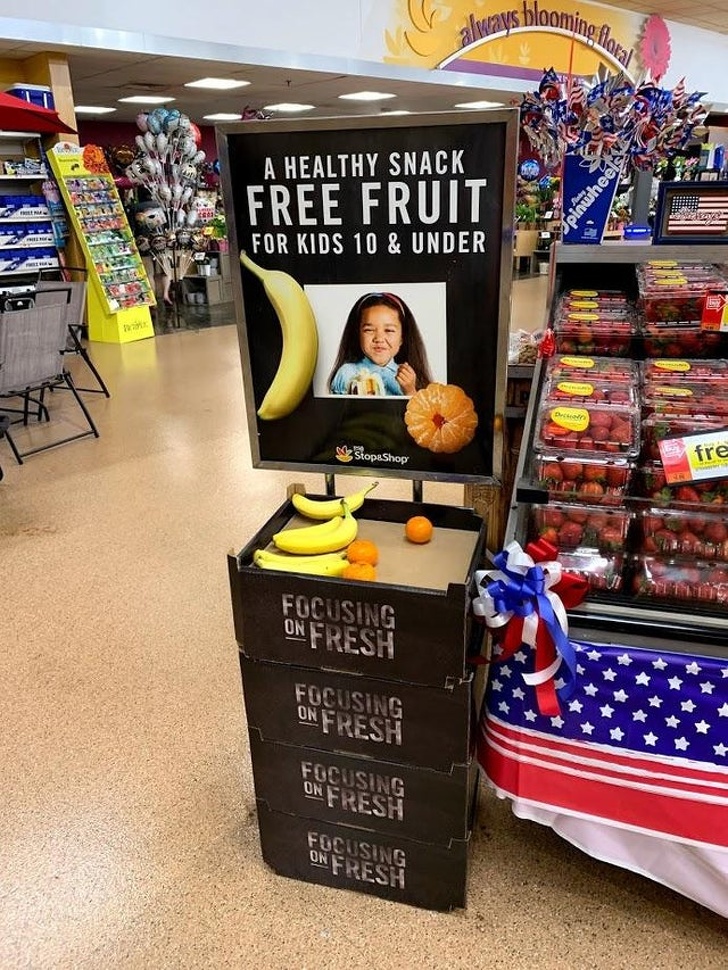 always blooming floral
A HEALTHY SNACK
FREE FRUIT
FOR KIDS 10 & UNDER
Stop&Shop
Pinwheels
Driscoll's
fre
FOCUSING
ON FRESH
FOCUSING
ON FRESH
FOCUSING
ON FRESH
FOCUSING
ON FRESH